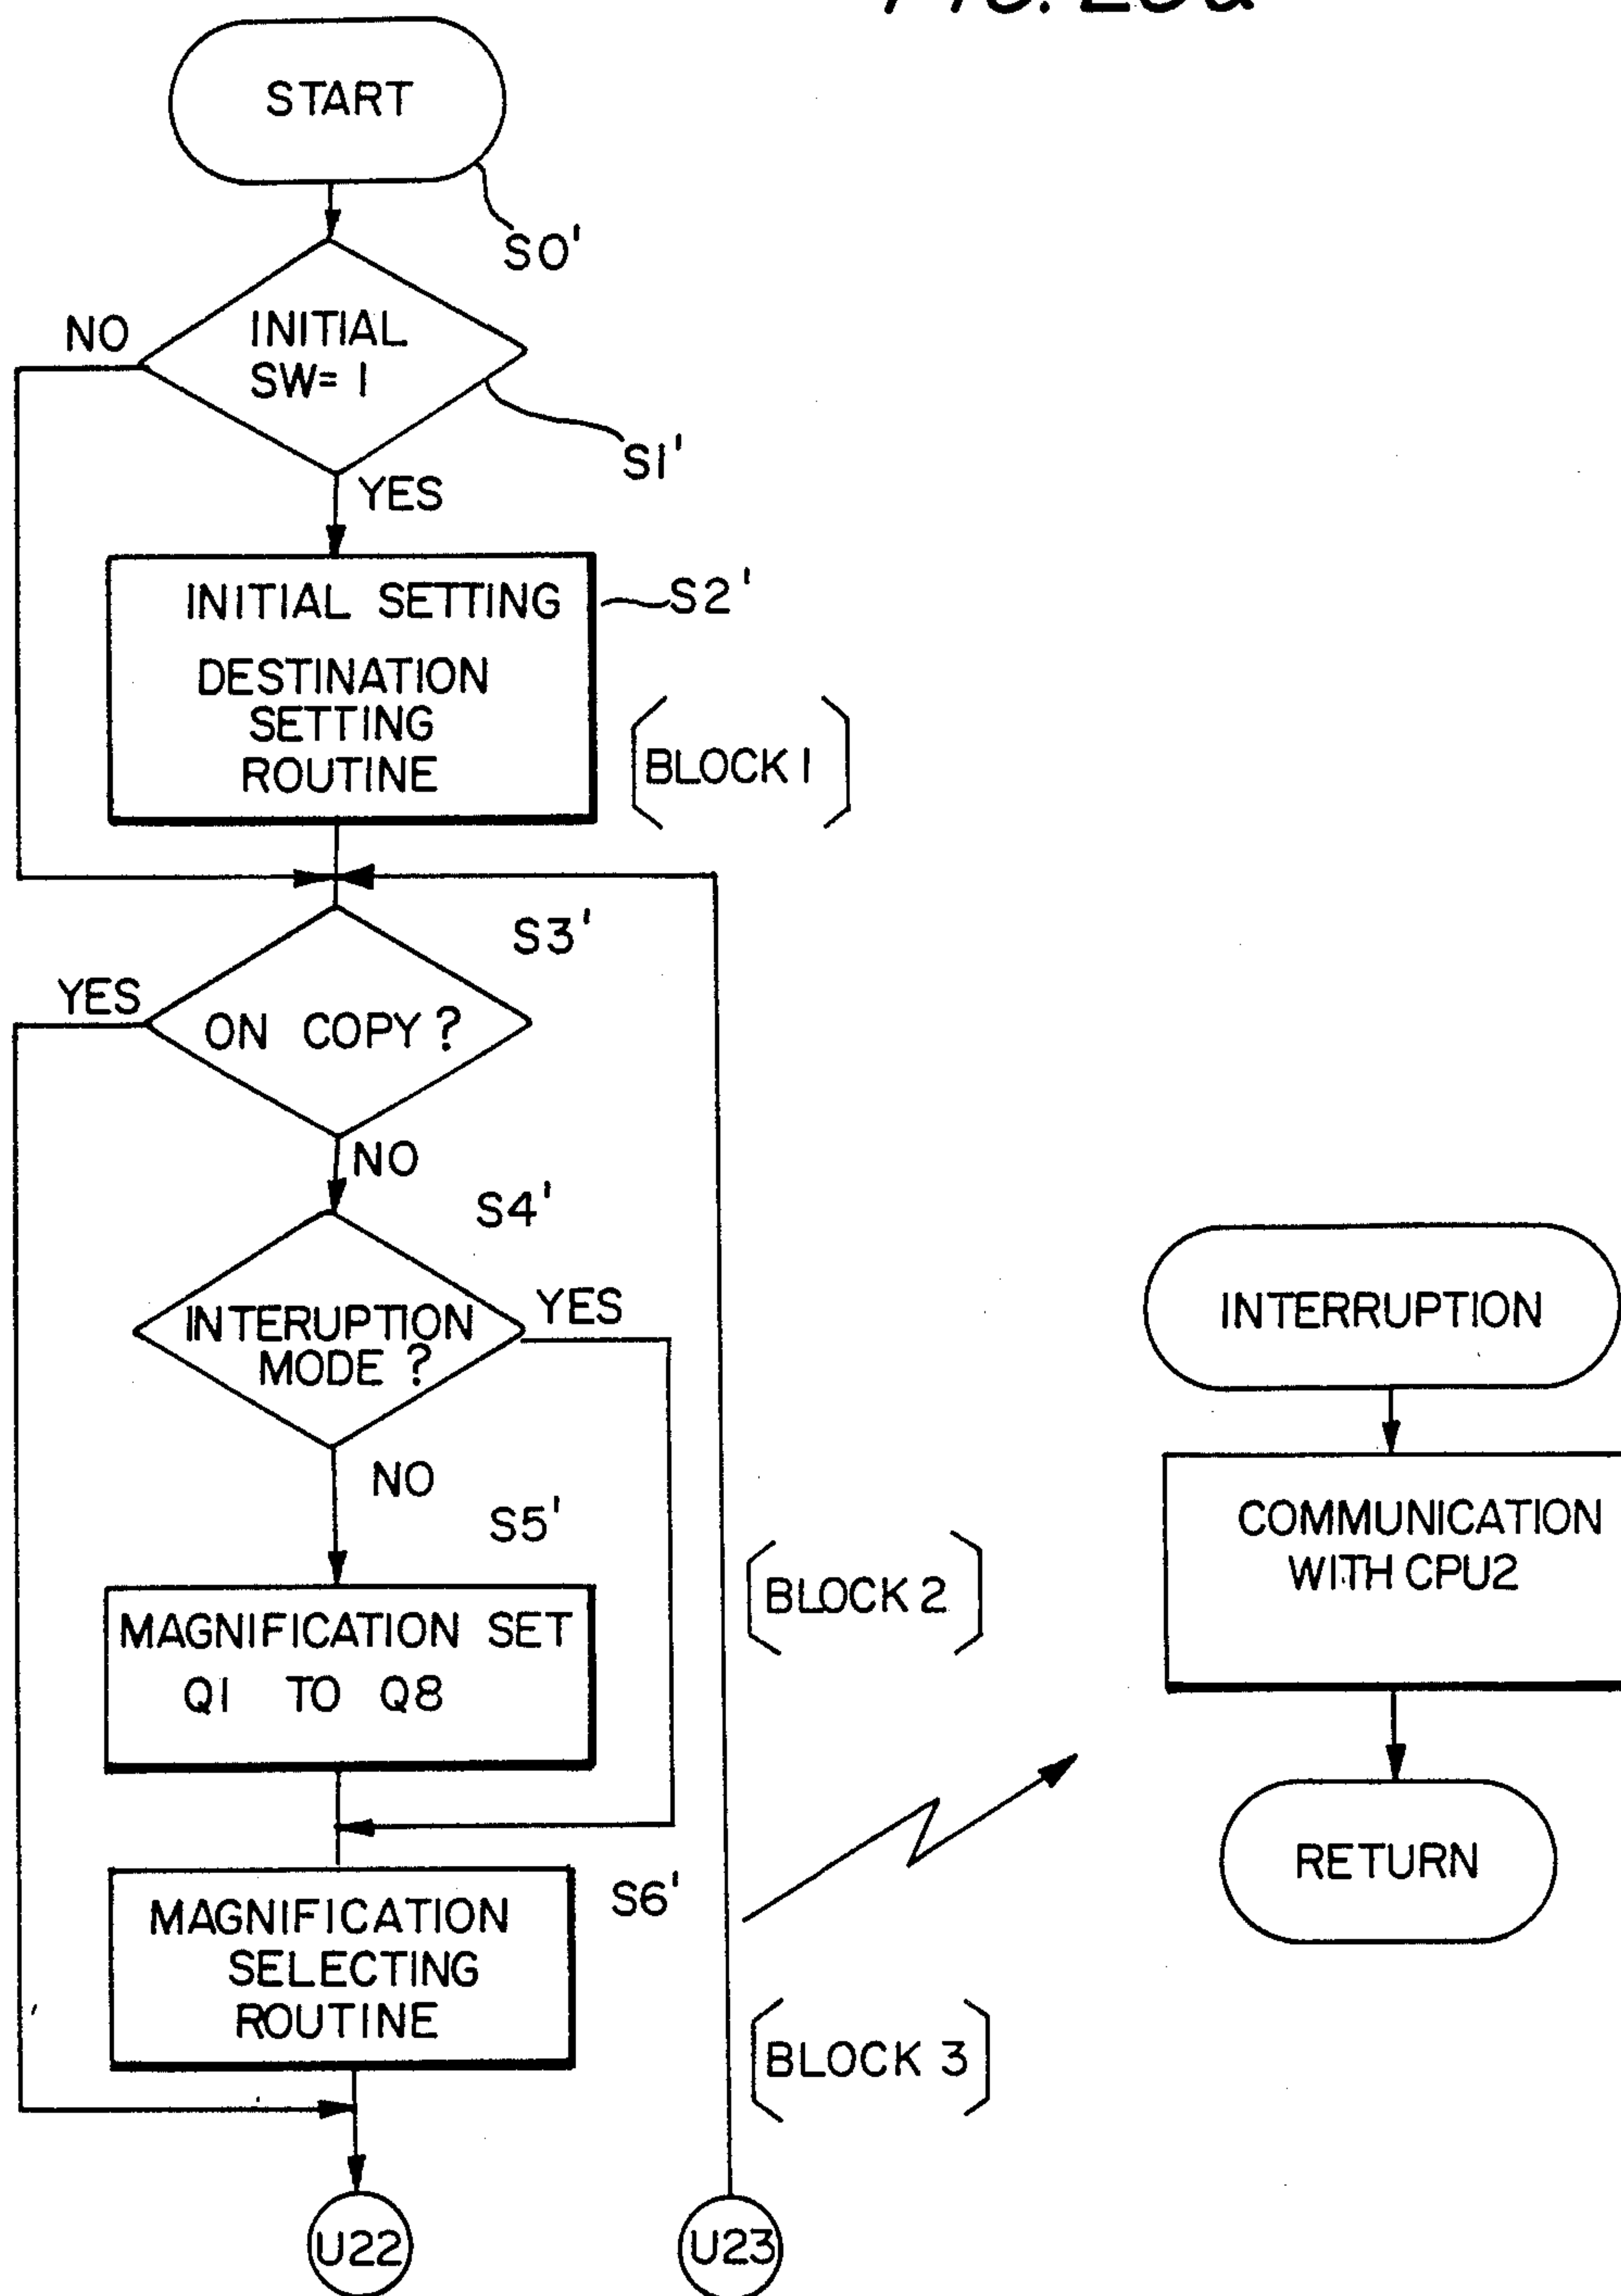 START
S0'
NO
INITIAL
SW= 1
S1'
YES
INITIAL SETTING
S2'
DESTINATION
SETTING
ROUTINE
BLOCK 1
S3'
YES
ON COPY ?
NO
S4'
INTERUPTION
MODE ?
YES
NO
S5'
MAGNIFICATION SET
Q1 TO Q8
BLOCK 2
S6'
MAGNIFICATION
SELECTING
ROUTINE
BLOCK 3
U22
U23
INTERRUPTION
COMMUNICATION
WITH CPU2
RETURN